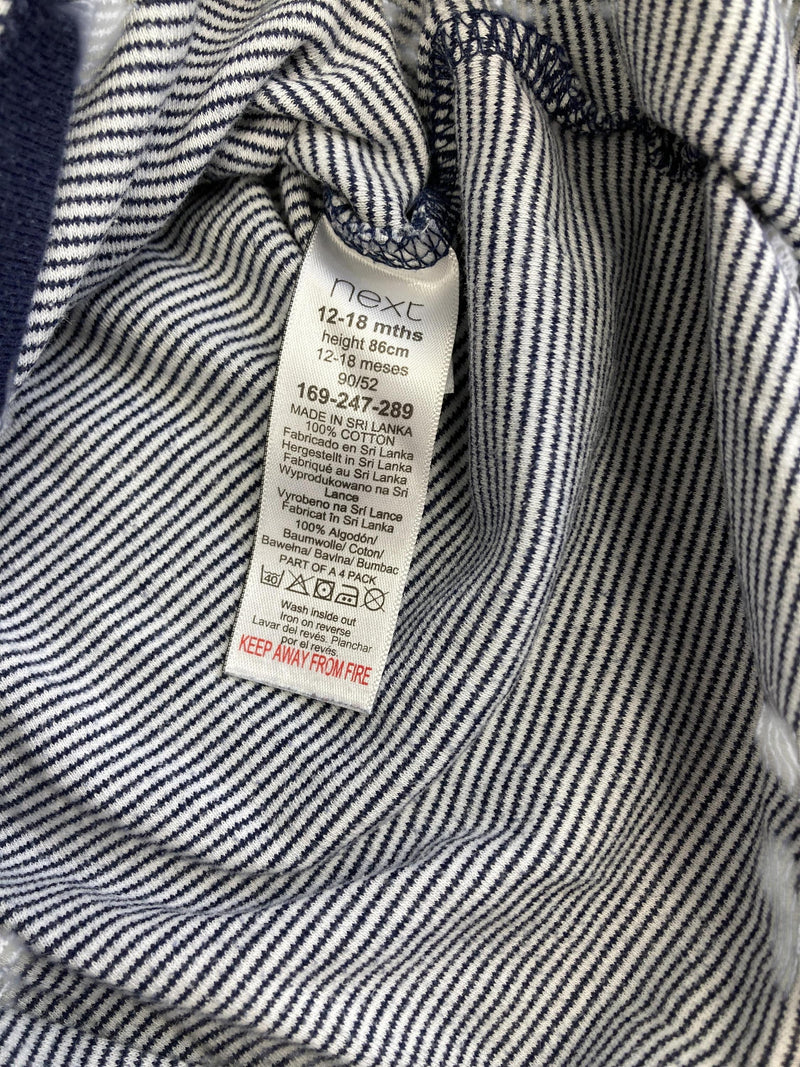 next
12-18 mths
height 86cm
12-18 meses
90/52
169-247-289
MADE IN SRI LANKA
100% COTTON
Fabricado en Sri Lanka
Hergestellt in Sri Lanka
Fabriqué au Sri Lanka
Wyprodukowano na Sri
Lance
Vyrobeno na Srí Lance
Fabricat în Sri Lanka
100% Algodón/
Baumwolle/ Coton/
Bawełna/ Bavlna/ Bumbac
PART OF A 4 PACK
40
Wash inside out
Iron on reverse
Lavar del revés. Planchar
por el revés.
KEEP AWAY FROM FIRE